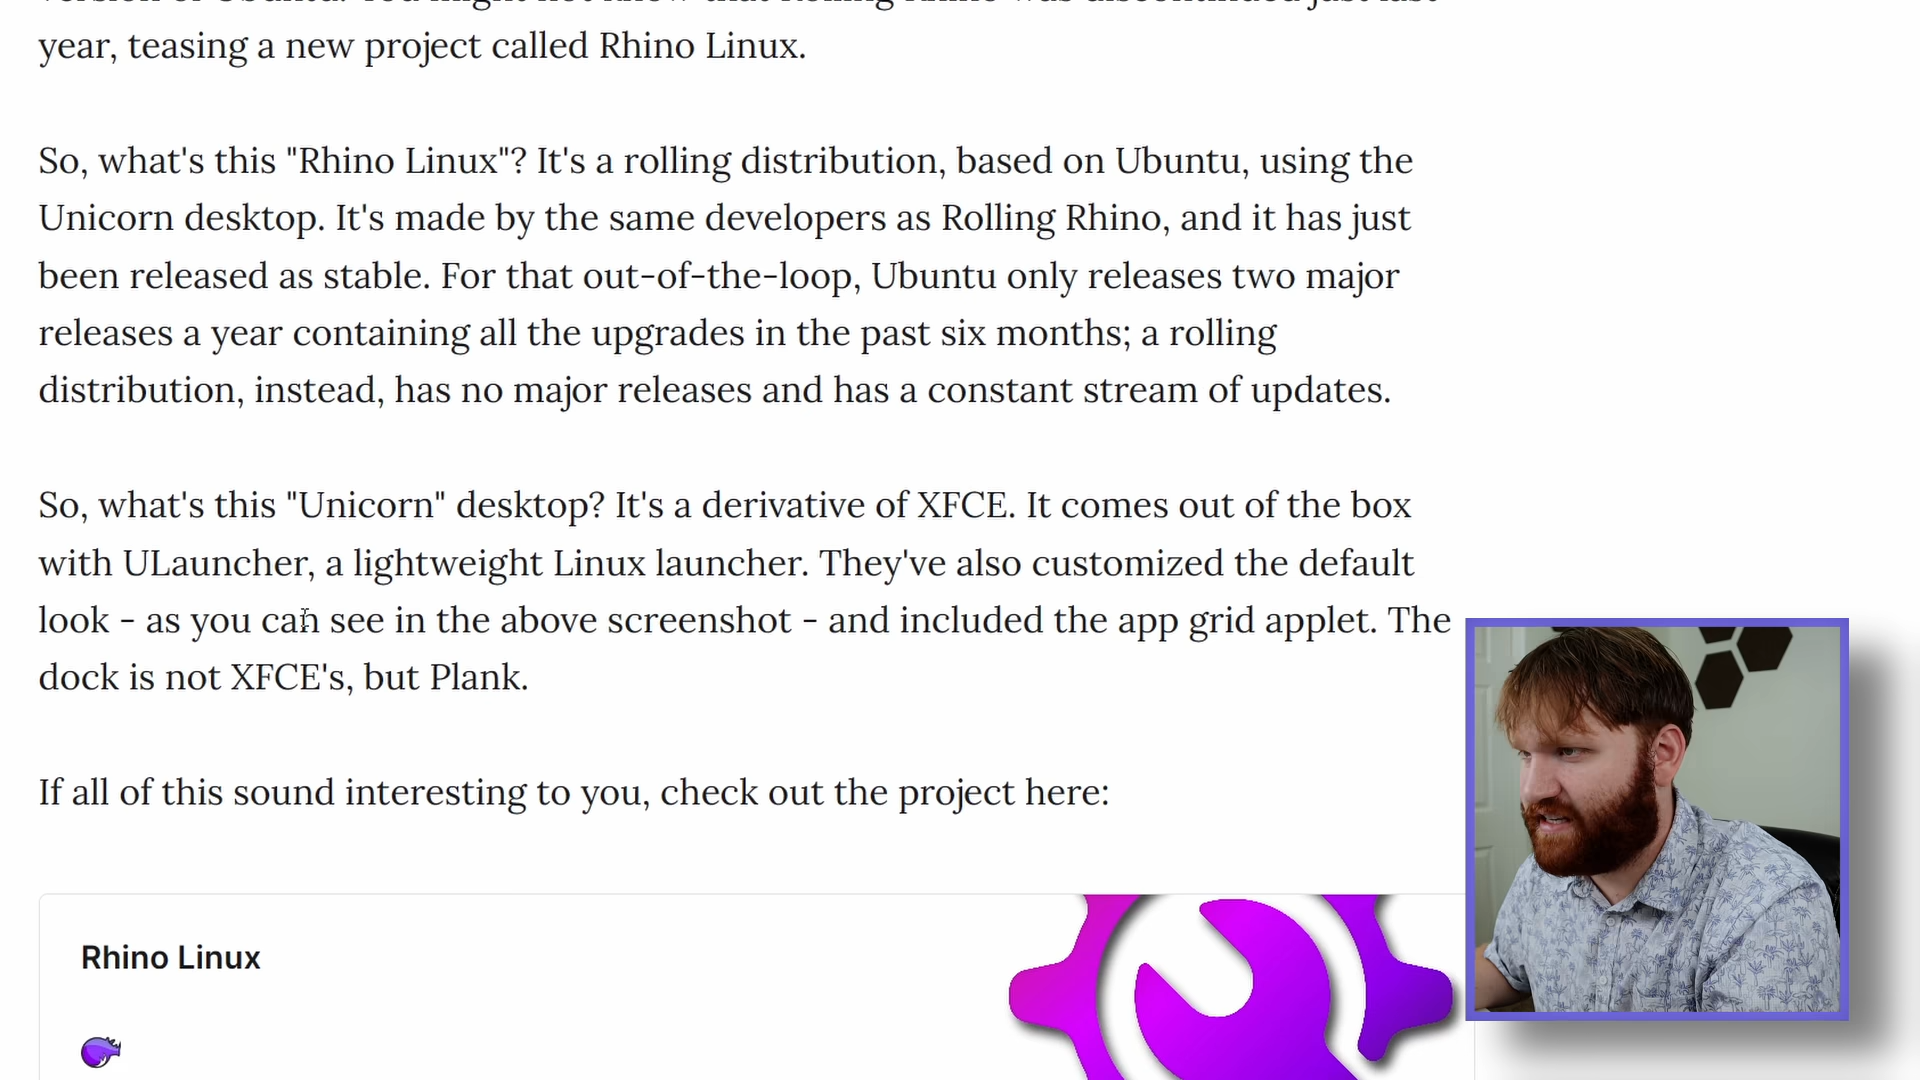 year, teasing a new project called Rhino Linux.
So, what's this "Rhino Linux"? It's a rolling distribution, based on Ubuntu, using the
Unicorn desktop. It's made by the same developers as Rolling Rhino, and it has just
been released as stable. For that out-of-the-loop, Ubuntu only releases two major
releases a year containing all the upgrades in the past six months; a rolling
distribution, instead, has no major releases and has a constant stream of updates.
So, what's this "Unicorn" desktop? It's a derivative of XFCE. It comes out of the box
with ULauncher, a lightweight Linux launcher. They've also customized the default
look - as you can see in the above screenshot - and included the app grid applet. The
dock is not XFCE's, but Plank.
If all of this sound interesting to you, check out the project here:
Rhino Linux